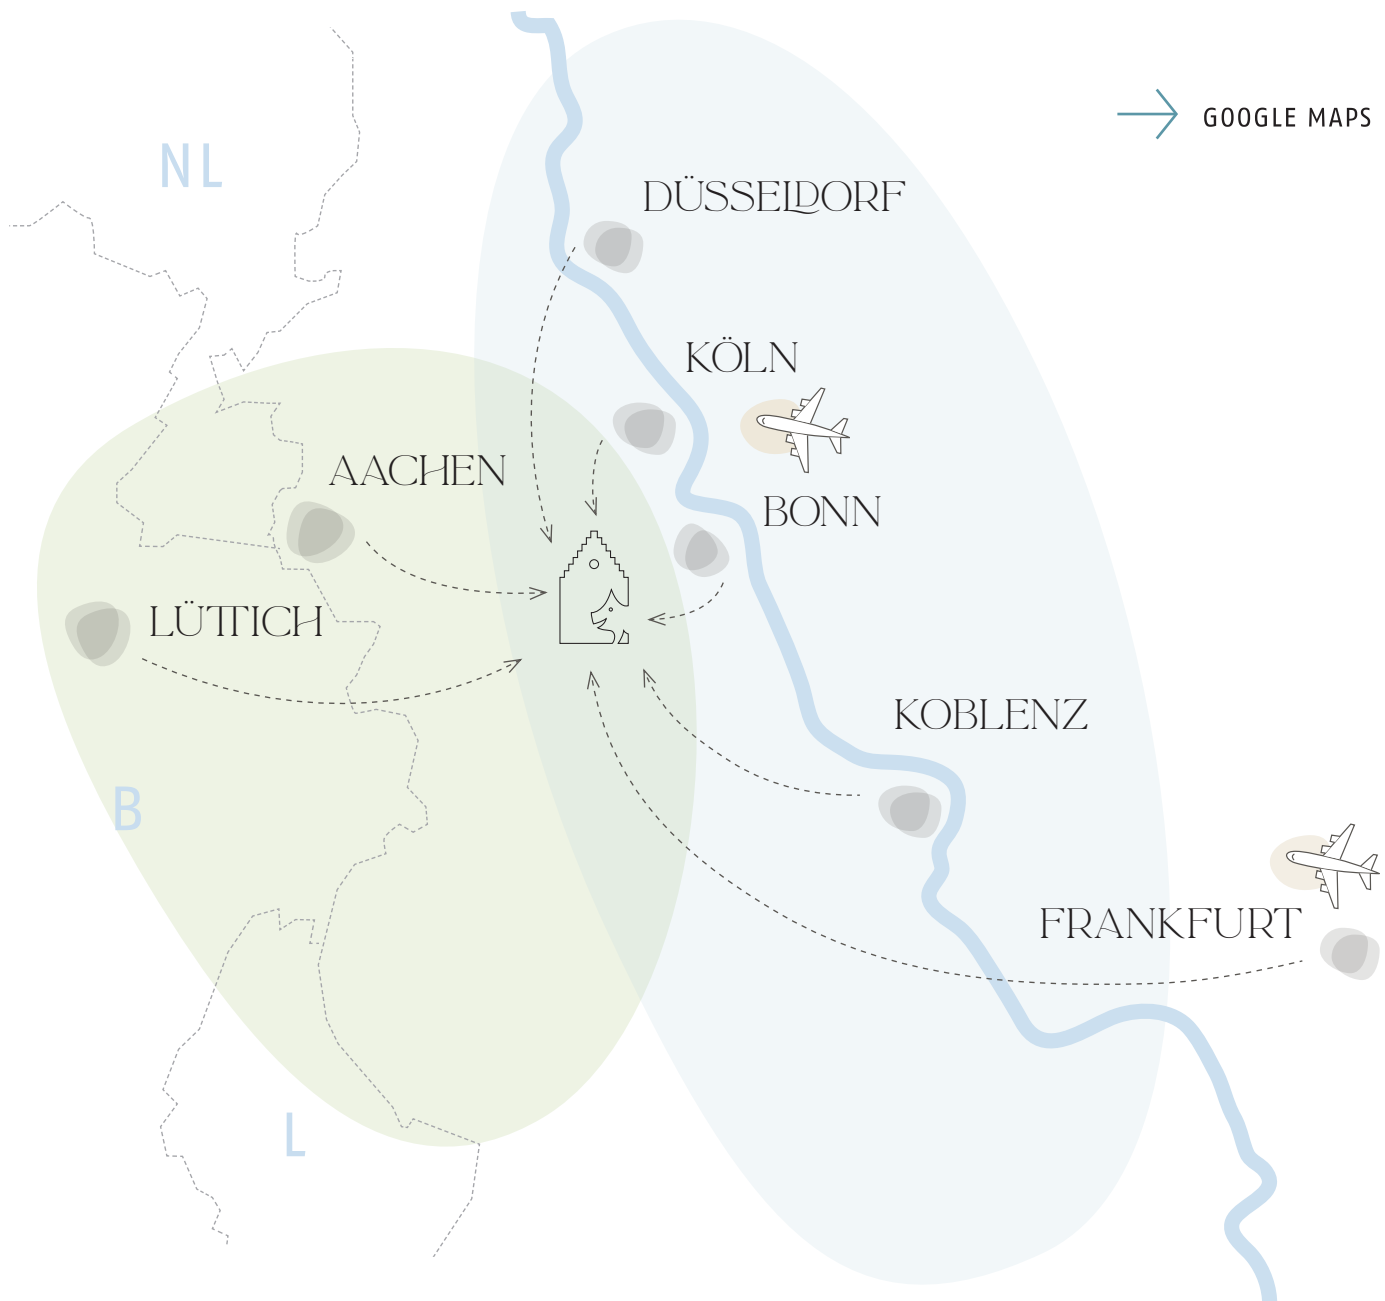 GOOGLE MAPS
NL
DÜSSELDORF
KÖLN
AACHEN
BONN
LÜTTICH
KOBLENZ
B
FRANKFURT
L